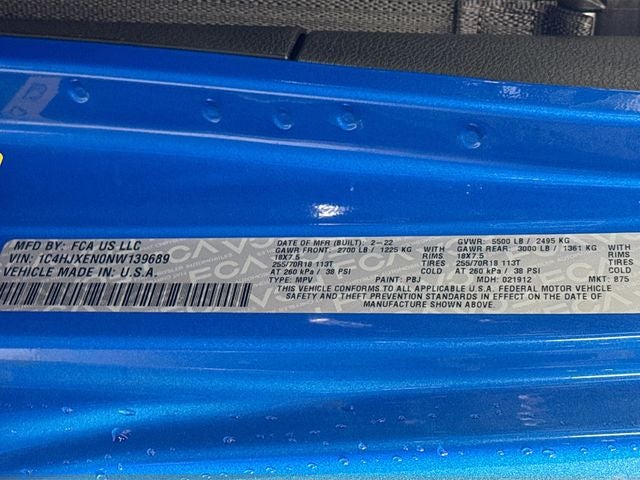 MFD BY: FCA US LLC
VIN: 1C4HJXEN0NW139689
VEHICLE MADE IN U.S.A.
DATE OF MFR (BUILT): 2-22 GVWR: 5500 LB / 2495 KG
GAWR FRONT: 2700 LB / 1225 KG WITH GAWR REAR: 3000 LB / 1361 KG WITH
18X7.5 RIMS 18X7.5 RIMS
255/70R18 113T TIRES 255/70R18 113T TIRES
AT 260 kPa / 38 PSI COLD AT 260 kPa / 38 PSI COLD
TYPE: MPV PAINT: PBJ MDH: 021912 MKT: 875
THIS VEHICLE CONFORMS TO ALL APPLICABLE U.S.A. FEDERAL MOTOR VEHICLE
SAFETY, BUMPER, AND THEFT PREVENTION STANDARDS IN EFFECT ON THE DATE OF
MANUFACTURE SHOWN ABOVE.